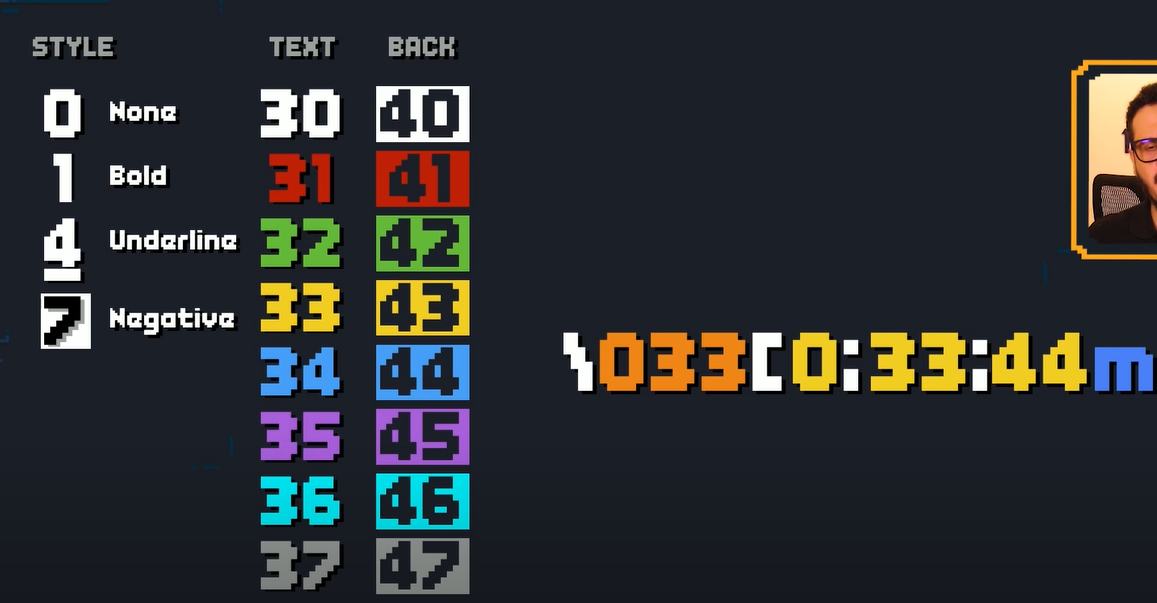 STYLE TEXT BACK
0 None 30 40
1 Bold 31 41
4 Underline 32 42
7 Negative 33 43
34 44
\033[0:33:44m
35 45
36 46
37 47